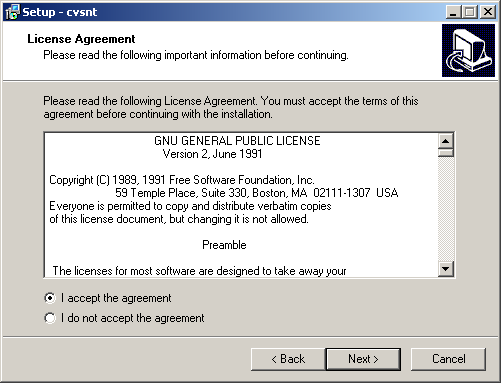 Setup - cvsnt
License Agreement
Please read the following important information before continuing.
Please read the following License Agreement. You must accept the terms of this
agreement before continuing with the installation.
GNU GENERAL PUBLIC LICENSE
Version 2, June 1991
Copyright (C) 1989, 1991 Free Software Foundation, Inc.
59 Temple Place, Suite 330, Boston, MA  02111-1307  USA
Everyone is permitted to copy and distribute verbatim copies
of this license document, but changing it is not allowed.
Preamble
The licenses for most software are designed to take away your
I accept the agreement
I do not accept the agreement
< Back Next > Cancel